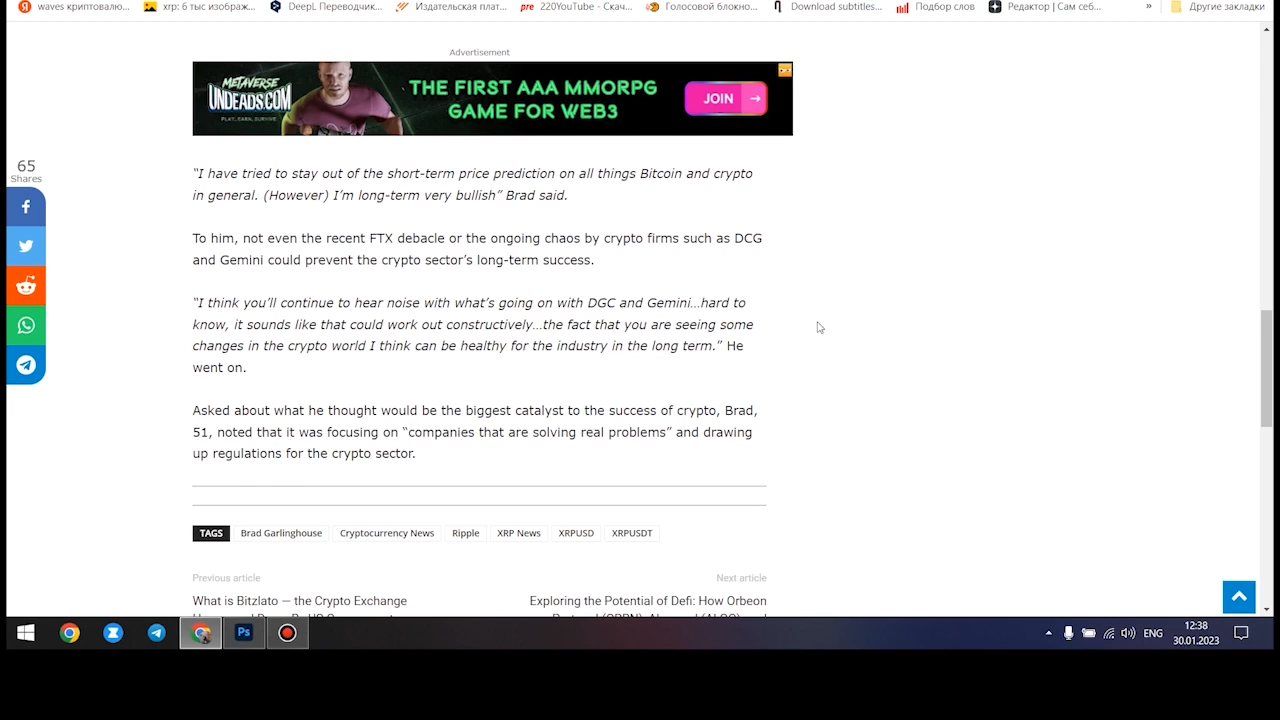 waves криптовалю...
xrp: 6 тыс изображ...
DeepL Переводчик...
Издательская плат...
pre 220YouTube - Скач...
Голосовой блокно...
Download subtitles...
Подбор слов
Редактор | Сам себ...
»
Другие закладки
Advertisement
METAVERSE
UNDEADS.COM
PLAY. EARN. SURVIVE
THE FIRST AAA MMORPG
GAME FOR WEB3
JOIN →
65
Shares
“I have tried to stay out of the short-term price prediction on all things Bitcoin and crypto
in general. (However) I’m long-term very bullish” Brad said.
To him, not even the recent FTX debacle or the ongoing chaos by crypto firms such as DCG
and Gemini could prevent the crypto sector’s long-term success.
“I think you’ll continue to hear noise with what’s going on with DGC and Gemini…hard to
know, it sounds like that could work out constructively…the fact that you are seeing some
changes in the crypto world I think can be healthy for the industry in the long term.” He
went on.
Asked about what he thought would be the biggest catalyst to the success of crypto, Brad,
51, noted that it was focusing on “companies that are solving real problems” and drawing
up regulations for the crypto sector.
TAGS Brad Garlinghouse Cryptocurrency News Ripple XRP News XRPUSD XRPUSDT
Previous article
What is Bitzlato — the Crypto Exchange
Next article
Exploring the Potential of Defi: How Orbeon
Ps
ENG
12:38
30.01.2023